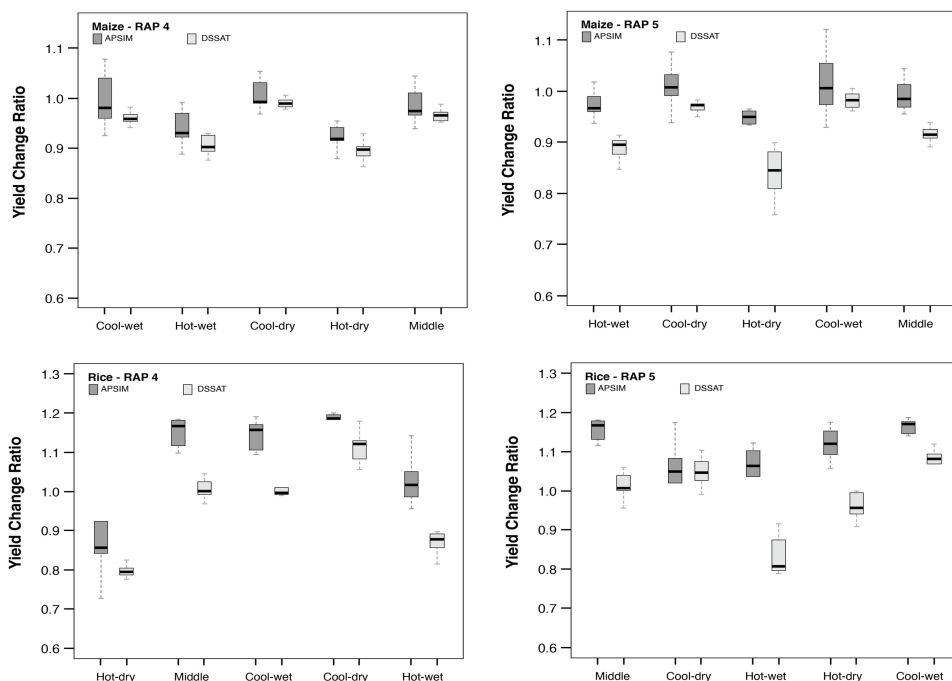 Maize - RAP 4
APSIM DSSAT
Yield Change Ratio
1.1
1.0
0.9
0.8
0.7
0.6
Cool-wet Hot-wet Cool-dry Hot-dry Middle
Maize - RAP 5
APSIM DSSAT
Yield Change Ratio
1.1
1.0
0.9
0.8
0.7
0.6
Hot-wet Cool-dry Hot-dry Cool-wet Middle
Rice - RAP 4
APSIM DSSAT
Yield Change Ratio
1.3
1.2
1.1
1.0
0.9
0.8
0.7
0.6
Hot-dry Middle Cool-wet Cool-dry Hot-wet
Rice - RAP 5
APSIM DSSAT
Yield Change Ratio
1.3
1.2
1.1
1.0
0.9
0.8
0.7
0.6
Middle Cool-dry Hot-wet Hot-dry Cool-wet